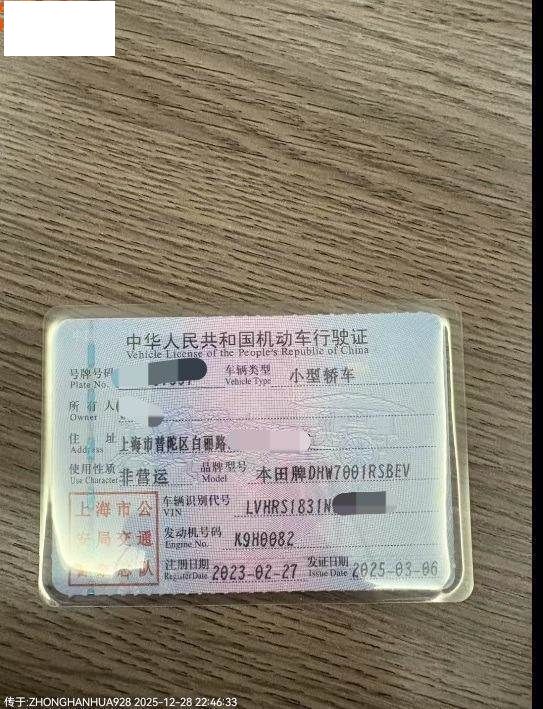 中华人民共和国机动车行驶证
Vehicle License of the People's Republic of China
号牌号码
Plate No.
车辆类型 小型轿车
Vehicle Type
所有人
Owner
住址 上海市普陀区白丽路
Address
使用性质 非营运 品牌型号 本田牌DHW7001RSBEV
Use Character Model
上海市公
安局交通
警察总队
车辆识别代号 LVHRS1831N
VIN
发动机号码 K9H0082
Engine No.
注册日期 2023-02-27 发证日期 2025-03-06
Register Date Issue Date
传于:ZHONGHANHUA928 2025-12-28 22:46:33